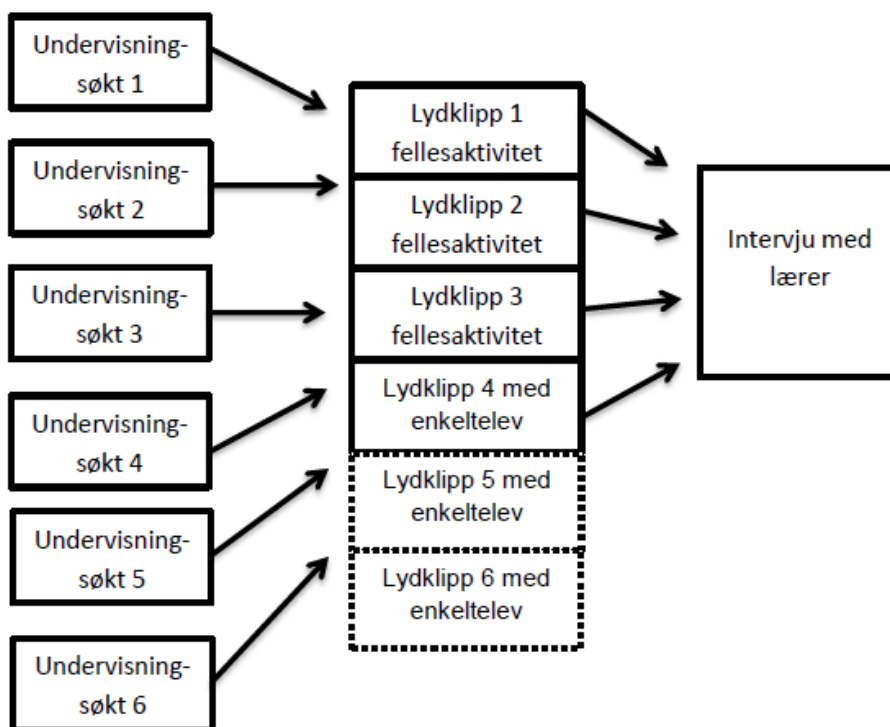 Undervisning-
søkt 1
Undervisning-
søkt 2
Undervisning-
søkt 3
Undervisning-
søkt 4
Undervisning-
søkt 5
Undervisning-
søkt 6
Lydklipp 1
fellesaktivitet
Lydklipp 2
fellesaktivitet
Lydklipp 3
fellesaktivitet
Lydklipp 4 med
enkeltelev
Lydklipp 5 med
enkeltelev
Lydklipp 6 med
enkeltelev
Intervju med
lærer